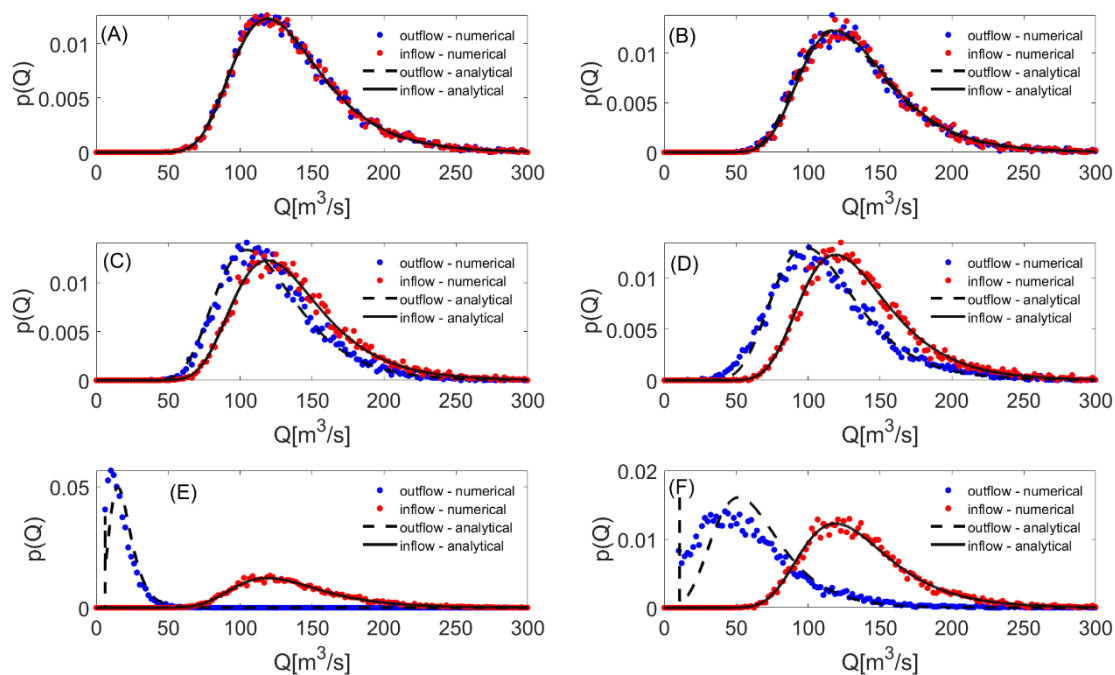 (A)
outflow - numerical
inflow - numerical
outflow - analytical
inflow - analytical
p(Q)
0.01
0.005
0
0 50 100 150 200 250 300
Q[m³/s]
(B)
outflow - numerical
inflow - numerical
outflow - analytical
inflow - analytical
p(Q)
0.01
0.005
0
0 50 100 150 200 250 300
Q[m³/s]
(C)
outflow - numerical
inflow - numerical
outflow - analytical
inflow - analytical
p(Q)
0.01
0.005
0
0 50 100 150 200 250 300
Q[m³/s]
(D)
outflow - numerical
inflow - numerical
outflow - analytical
inflow - analytical
p(Q)
0.01
0.005
0
0 50 100 150 200 250 300
Q[m³/s]
(E)
outflow - numerical
inflow - numerical
outflow - analytical
inflow - analytical
p(Q)
0.05
0
0 50 100 150 200 250 300
Q[m³/s]
(F)
outflow - numerical
inflow - numerical
outflow - analytical
inflow - analytical
p(Q)
0.02
0.01
0
0 50 100 150 200 250 300
Q[m³/s]